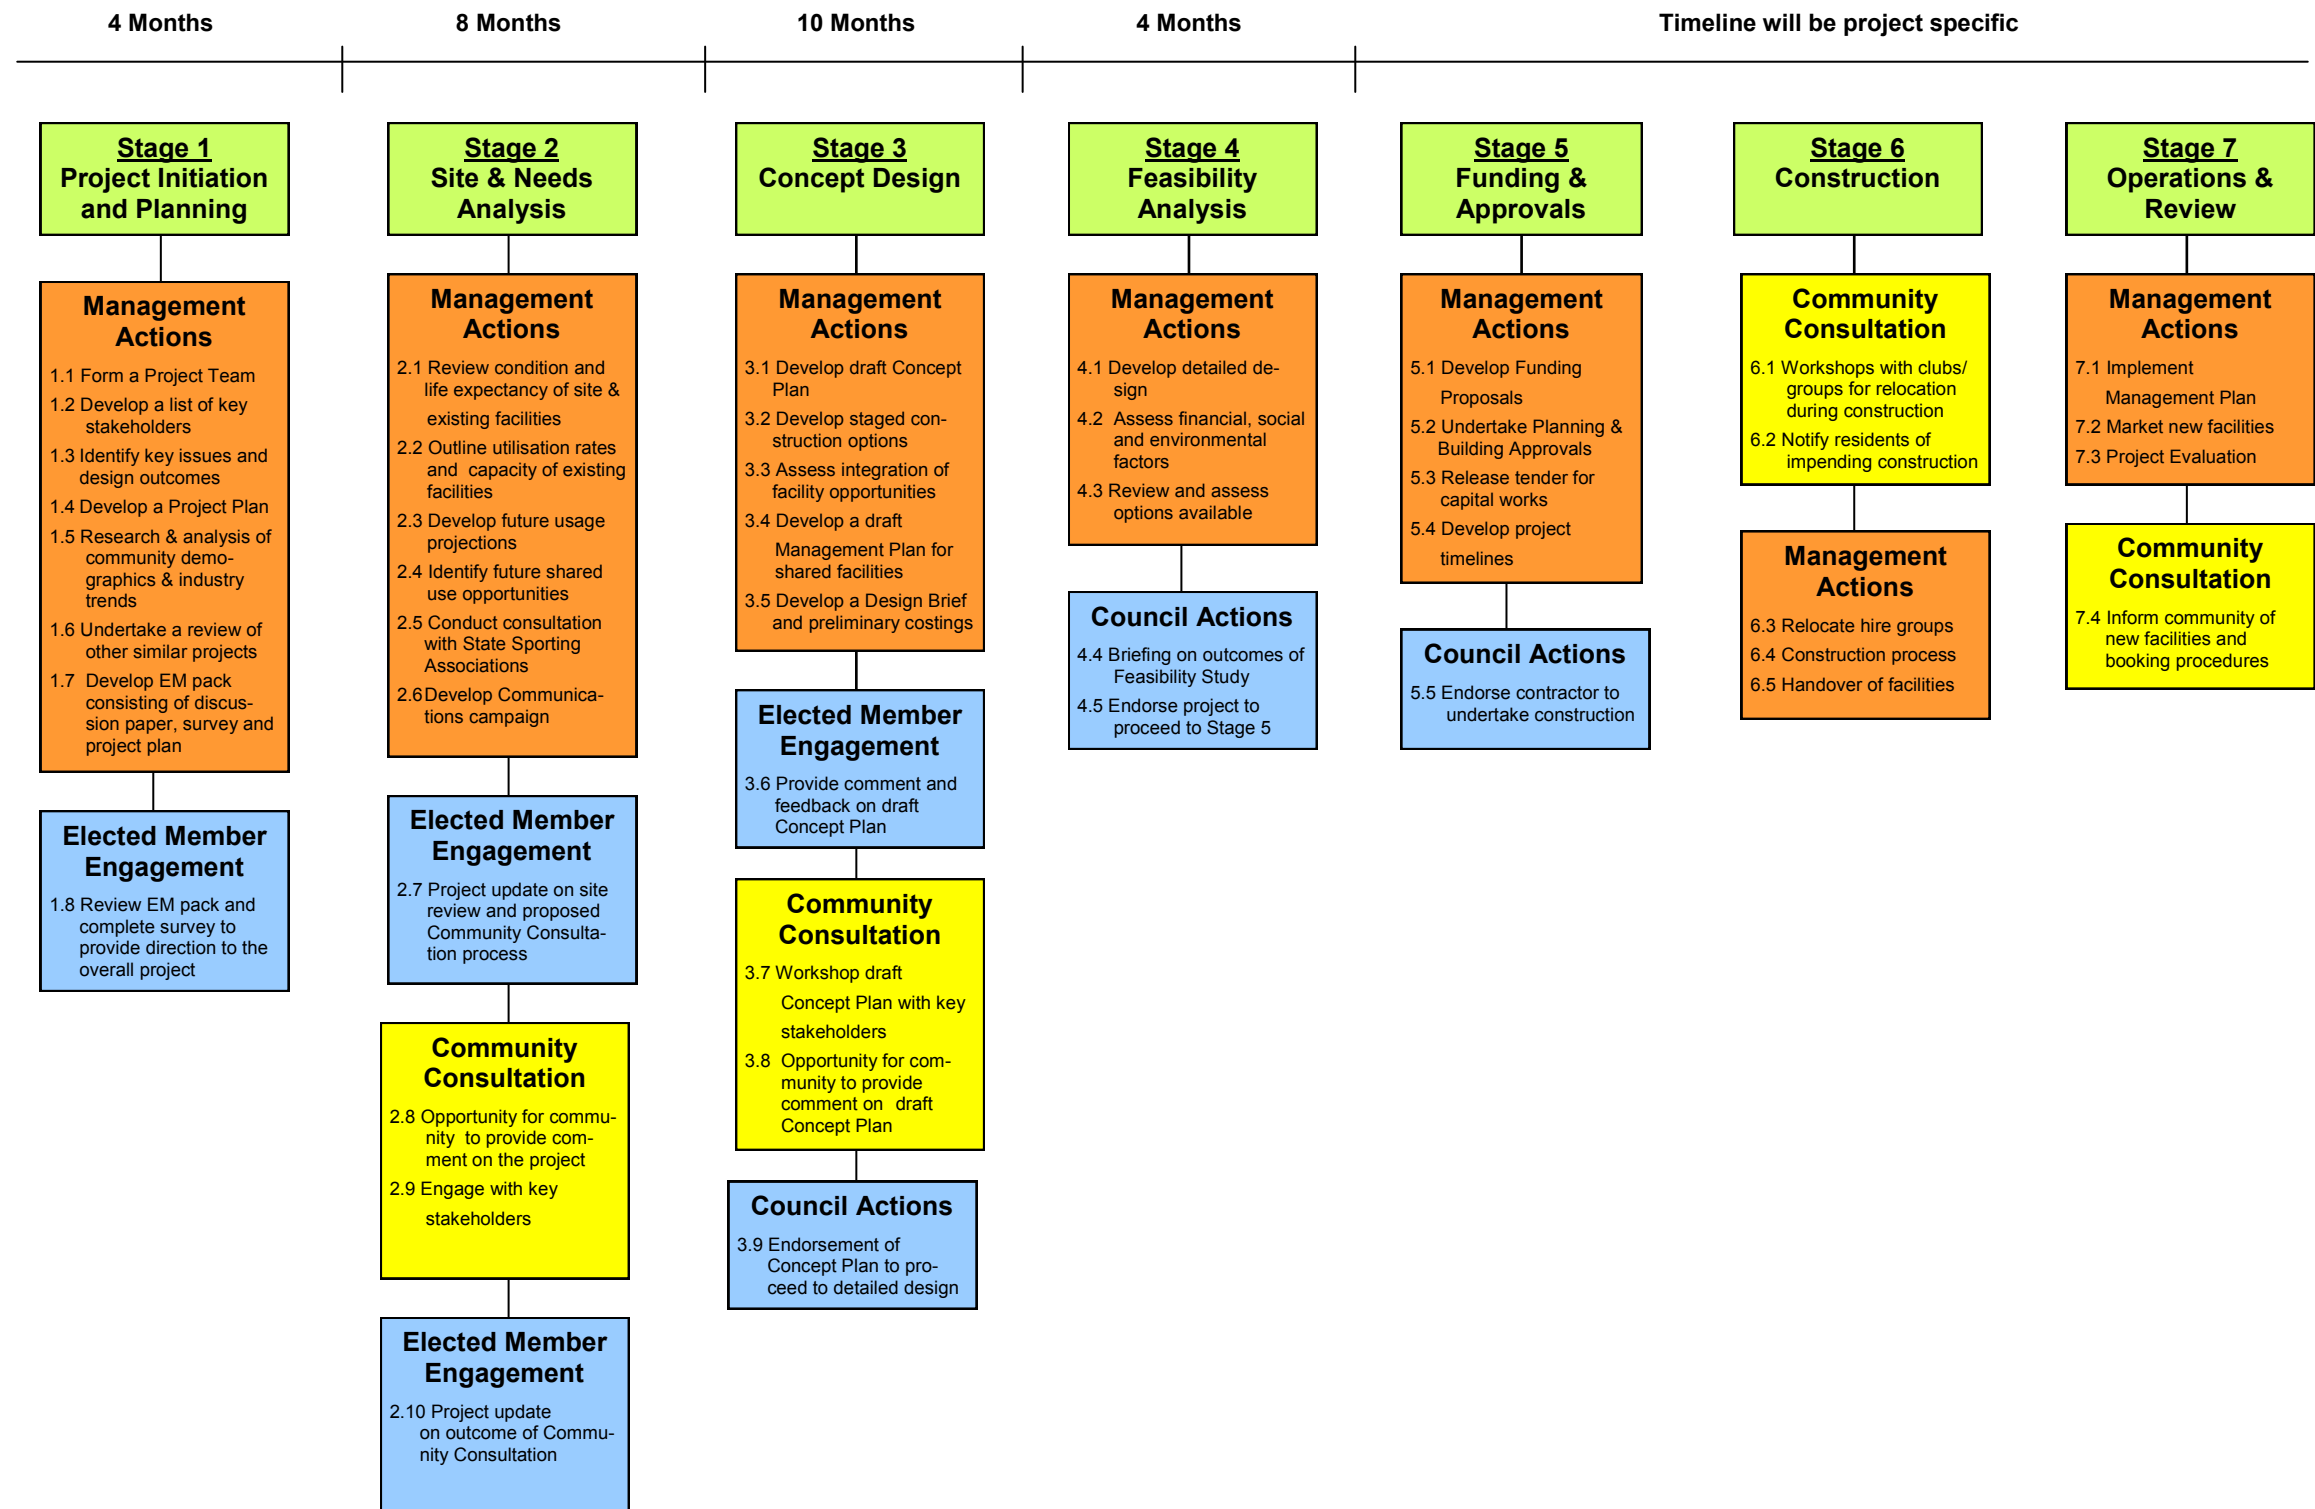 4 Months
8 Months
10 Months
4 Months
Timeline will be project specific
Stage 1
Project Initiation
and Planning
Management
Actions
1.1 Form a Project Team
1.2 Develop a list of key
stakeholders
1.3 Identify key issues and
design outcomes
1.4 Develop a Project Plan
1.5 Research & analysis of
community demo-
graphics & industry
trends
1.6 Undertake a review of
other similar projects
1.7 Develop EM pack
consisting of discus-
sion paper, survey and
project plan
Elected Member
Engagement
1.8 Review EM pack and
complete survey to
provide direction to the
overall project
Stage 2
Site & Needs
Analysis
Management
Actions
2.1 Review condition and
life expectancy of site &
existing facilities
2.2 Outline utilisation rates
and capacity of existing
facilities
2.3 Develop future usage
projections
2.4 Identify future shared
use opportunities
2.5 Conduct consultation
with State Sporting
Associations
2.6Develop Communica-
tions campaign
Elected Member
Engagement
2.7 Project update on site
review and proposed
Community Consulta-
tion process
Community
Consultation
2.8 Opportunity for commu-
nity to provide com-
ment on the project
2.9 Engage with key
stakeholders
Elected Member
Engagement
2.10 Project update
on outcome of Commu-
nity Consultation
Stage 3
Concept Design
Management
Actions
3.1 Develop draft Concept
Plan
3.2 Develop staged con-
struction options
3.3 Assess integration of
facility opportunities
3.4 Develop a draft
Management Plan for
shared facilities
3.5 Develop a Design Brief
and preliminary costings
Elected Member
Engagement
3.6 Provide comment and
feedback on draft
Concept Plan
Community
Consultation
3.7 Workshop draft
Concept Plan with key
stakeholders
3.8 Opportunity for com-
munity to provide
comment on draft
Concept Plan
Council Actions
3.9 Endorsement of
Concept Plan to pro-
ceed to detailed design
Stage 4
Feasibility
Analysis
Management
Actions
4.1 Develop detailed de-
sign
4.2 Assess financial, social
and environmental
factors
4.3 Review and assess
options available
Council Actions
4.4 Briefing on outcomes of
Feasibility Study
4.5 Endorse project to
proceed to Stage 5
Stage 5
Funding &
Approvals
Management
Actions
5.1 Develop Funding
Proposals
5.2 Undertake Planning &
Building Approvals
5.3 Release tender for
capital works
5.4 Develop project
timelines
Council Actions
5.5 Endorse contractor to
undertake construction
Stage 6
Construction
Community
Consultation
6.1 Workshops with clubs/
groups for relocation
during construction
6.2 Notify residents of
impending construction
Management
Actions
6.3 Relocate hire groups
6.4 Construction process
6.5 Handover of facilities
Stage 7
Operations &
Review
Management
Actions
7.1 Implement
Management Plan
7.2 Market new facilities
7.3 Project Evaluation
Community
Consultation
7.4 Inform community of
new facilities and
booking procedures